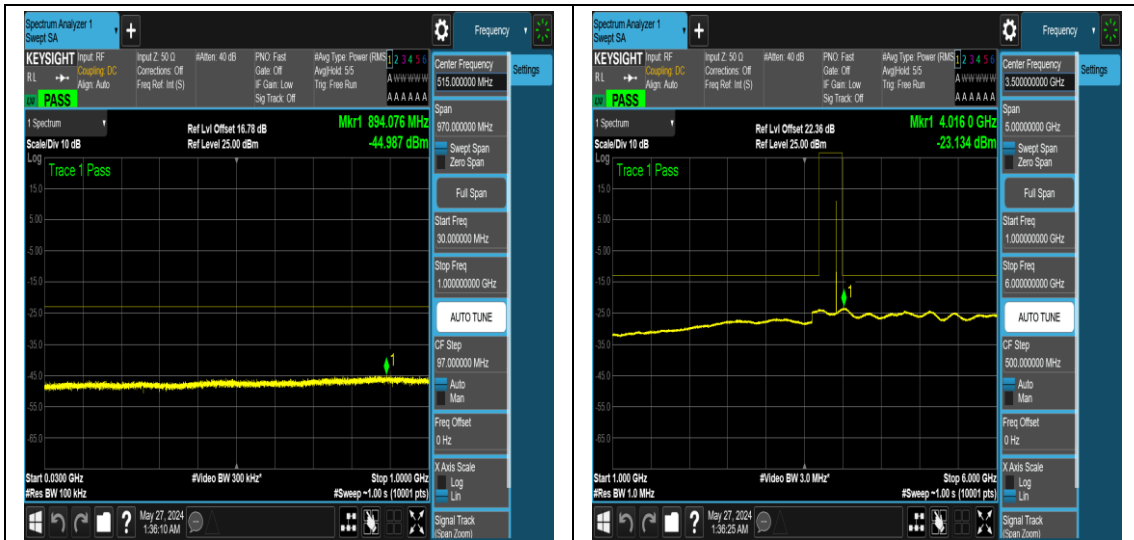 Spectrum Analyzer 1
Swept SA
+
Frequency
KEYSIGHT
Input: RF
Coupling: DC
Align: Auto
Input Z: 50 Ω
Corrections: Off
Freq Ref: Int (S)
#Atten: 40 dB
PNO: Fast
Gate: Off
IF Gain: Low
Sig Track: Off
#Avg Type: Power (RMS
Avg|Hold: 5/5
Trig: Free Run
1 2 3 4 5 6
A W W W W W
A A A A A A
R L
PASS
1 Spectrum
Scale/Div 10 dB
Ref Lvl Offset 16.78 dB
Ref Level 25.00 dBm
Mkr1 894.076 MHz
-44.987 dBm
Log
Trace 1 Pass
15.0
5.00
-5.00
-15.0
-25.0
-35.0
-45.0
-55.0
-65.0
1
Start 0.0300 GHz
#Res BW 100 kHz
#Video BW 300 kHz*
Stop 1.0000 GHz
#Sweep ~1.00 s (10001 pts)
Center Frequency
515.000000 MHz
Settings
Span
970.000000 MHz
Swept Span
Zero Span
Full Span
Start Freq
30.000000 MHz
Stop Freq
1.000000000 GHz
AUTO TUNE
CF Step
97.000000 MHz
Auto
Man
Freq Offset
0 Hz
X Axis Scale
Log
Lin
Signal Track
(Span Zoom)
?
May 27, 2024
1:36:10 AM
Spectrum Analyzer 1
Swept SA
+
Frequency
KEYSIGHT
Input: RF
Coupling: DC
Align: Auto
Input Z: 50 Ω
Corrections: Off
Freq Ref: Int (S)
#Atten: 40 dB
PNO: Fast
Gate: Off
IF Gain: Low
Sig Track: Off
#Avg Type: Power (RMS
Avg|Hold: 5/5
Trig: Free Run
1 2 3 4 5 6
A W W W W W
A A A A A A
R L
PASS
1 Spectrum
Scale/Div 10 dB
Ref Lvl Offset 22.36 dB
Ref Level 25.00 dBm
Mkr1 4.016 0 GHz
-23.134 dBm
Log
Trace 1 Pass
15.0
5.00
-5.00
-15.0
-25.0
-35.0
-45.0
-55.0
-65.0
1
Start 1.000 GHz
#Res BW 1.0 MHz
#Video BW 3.0 MHz*
Stop 6.000 GHz
#Sweep ~1.00 s (10001 pts)
Center Frequency
3.500000000 GHz
Settings
Span
5.00000000 GHz
Swept Span
Zero Span
Full Span
Start Freq
1.000000000 GHz
Stop Freq
6.000000000 GHz
AUTO TUNE
CF Step
500.000000 MHz
Auto
Man
Freq Offset
0 Hz
X Axis Scale
Log
Lin
Signal Track
(Span Zoom)
?
May 27, 2024
1:36:25 AM